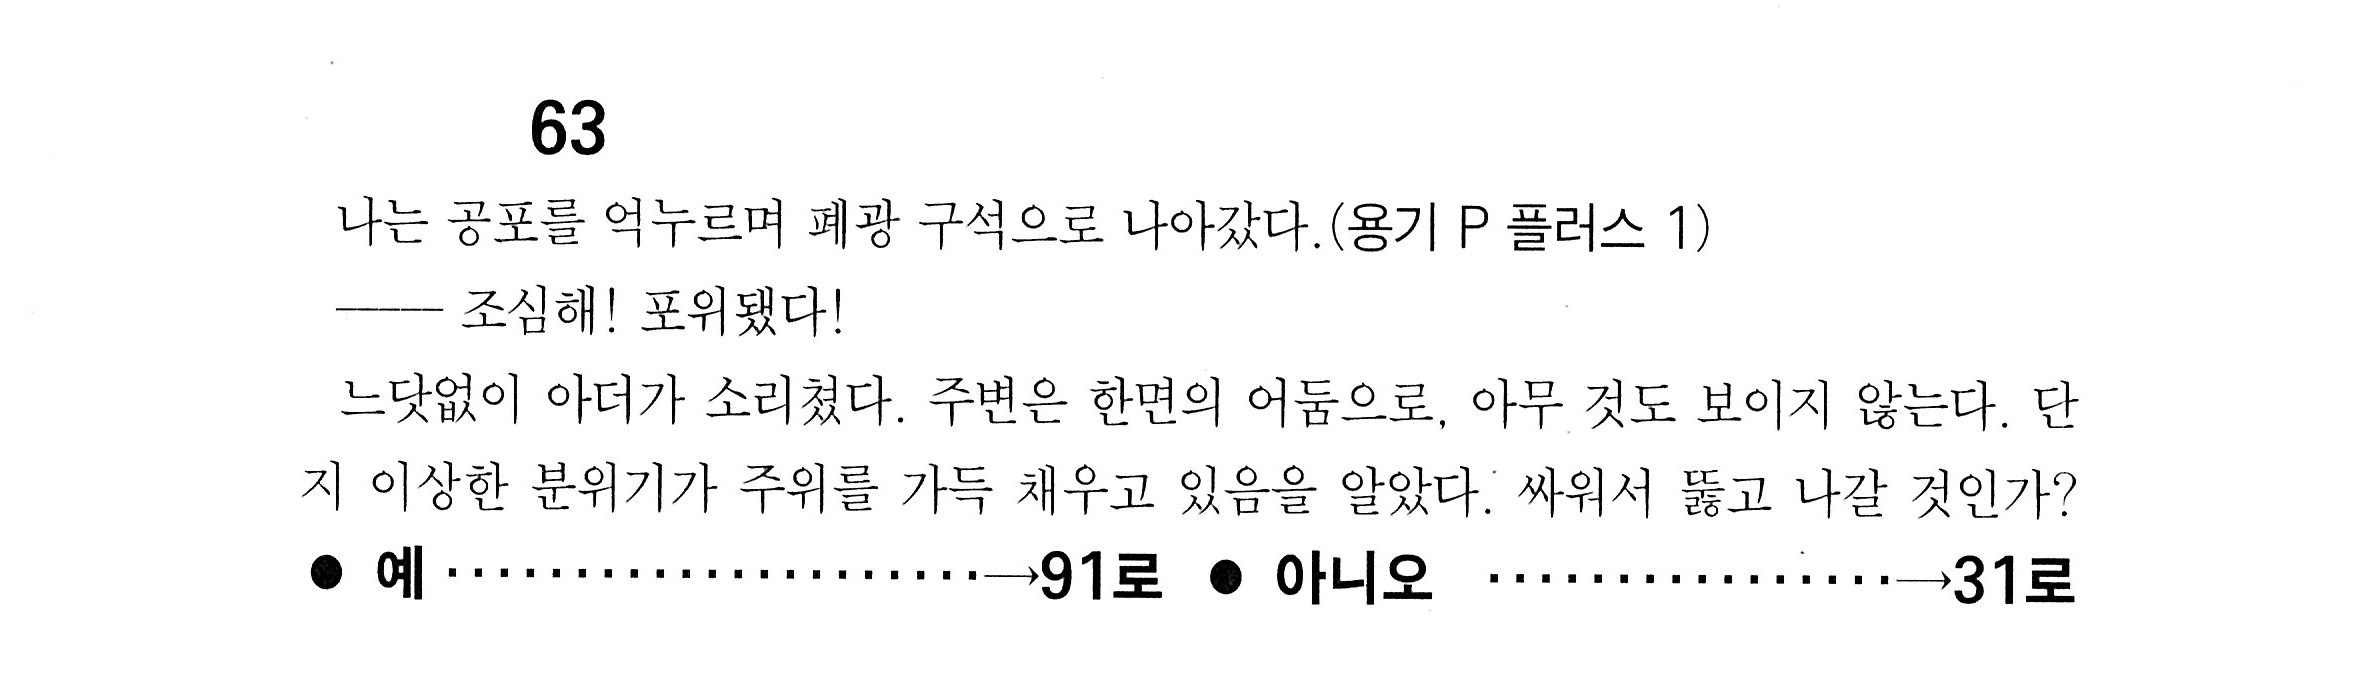 63
나는 공포를 억누르며 폐광 구석으로 나아갔다.(용기 P 플러스 1)
—— 조심해! 포위됐다!
느닷없이 아더가 소리쳤다. 주변은 한면의 어둠으로, 아무 것도 보이지 않는다. 단
지 이상한 분위기가 주위를 가득 채우고 있음을 알았다. 싸워서 뚫고 나갈 것인가?
● 예 ·····················→91로 ● 아니오 ················→31로